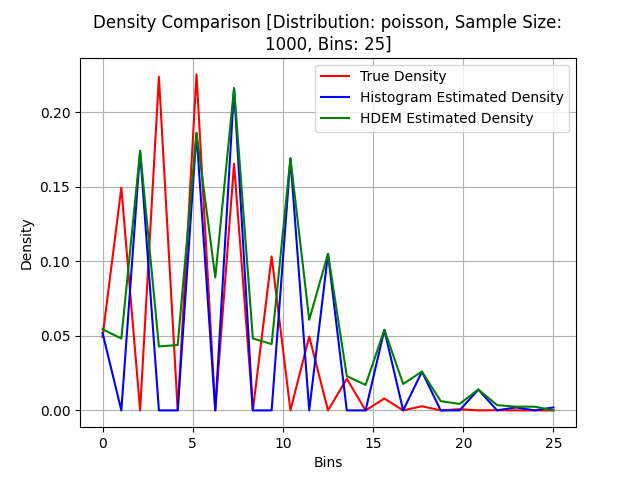 Density Comparison [Distribution: poisson, Sample Size:
1000, Bins: 25]
True Density
Histogram Estimated Density
HDEM Estimated Density
Density
0.20
0.15
0.10
0.05
0.00
0
5
10
15
20
25
Bins